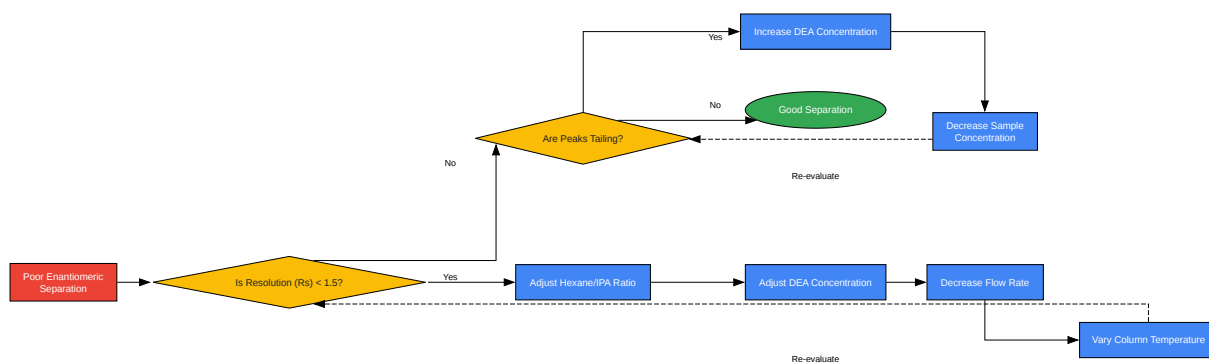 Yes
Increase DEA Concentration
No
Good Separation
Are Peaks Tailing?
Decrease Sample
Concentration
No
Re-evaluate
Poor Enantiomeric
Separation
Is Resolution (Rs) < 1.5?
Yes
Adjust Hexane/IPA Ratio
Adjust DEA Concentration
Decrease Flow Rate
Vary Column Temperature
Re-evaluate